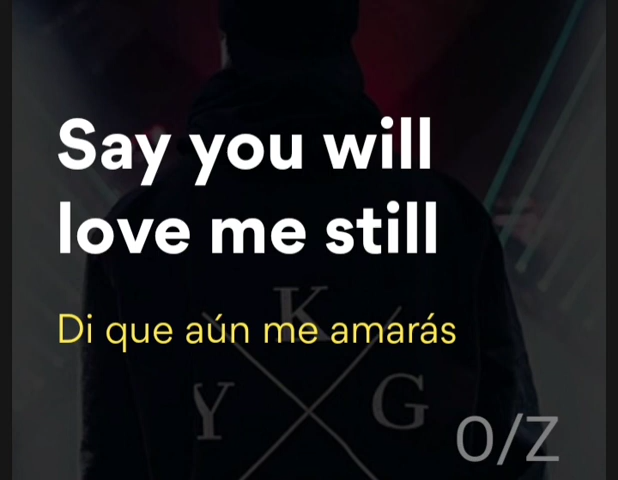 Say you will
love me still
Di que aún me amarás
K
Y G
O/Z